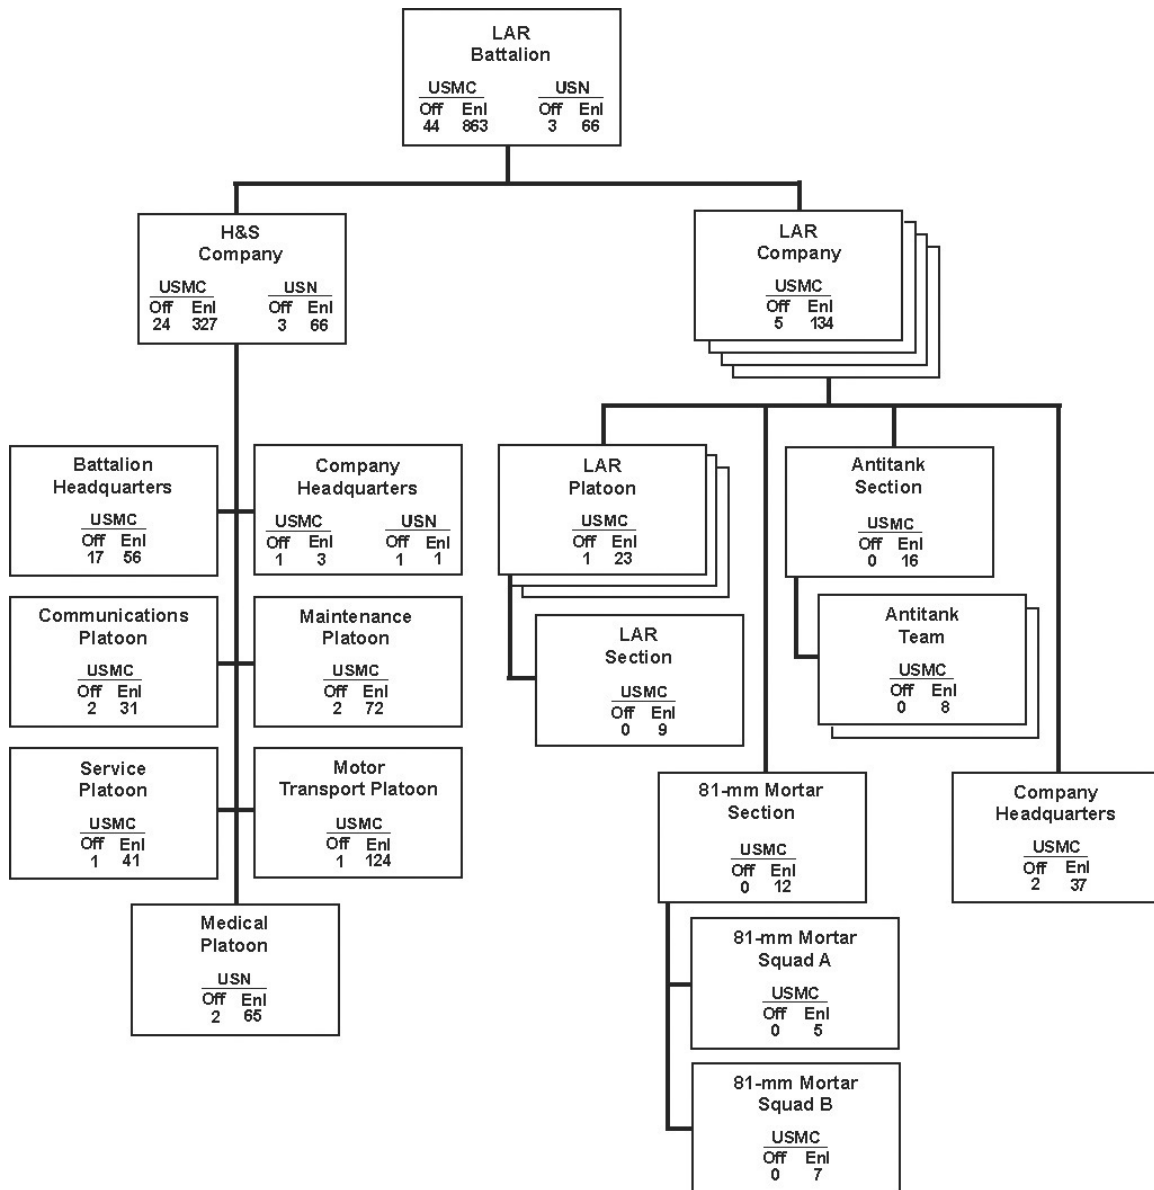 LAR
Battalion
USMC USN
Off Enl Off Enl
44 863 3 66
H&S
Company
USMC USN
Off Enl Off Enl
24 327 3 66
LAR
Company
USMC
Off Enl
5 134
Battalion
Headquarters
USMC
Off Enl
17 56
Company
Headquarters
USMC USN
Off Enl Off Enl
1 3 1 1
Communications
Platoon
USMC
Off Enl
2 31
Maintenance
Platoon
USMC
Off Enl
2 72
Service
Platoon
USMC
Off Enl
1 41
Motor
Transport Platoon
USMC
Off Enl
1 124
Medical
Platoon
USN
Off Enl
2 65
LAR
Platoon
USMC
Off Enl
1 23
LAR
Section
USMC
Off Enl
0 9
Antitank
Section
USMC
Off Enl
0 16
Antitank
Team
USMC
Off Enl
0 8
81-mm Mortar
Section
USMC
Off Enl
0 12
81-mm Mortar
Squad A
USMC
Off Enl
0 5
81-mm Mortar
Squad B
USMC
Off Enl
0 7
Company
Headquarters
USMC
Off Enl
2 37